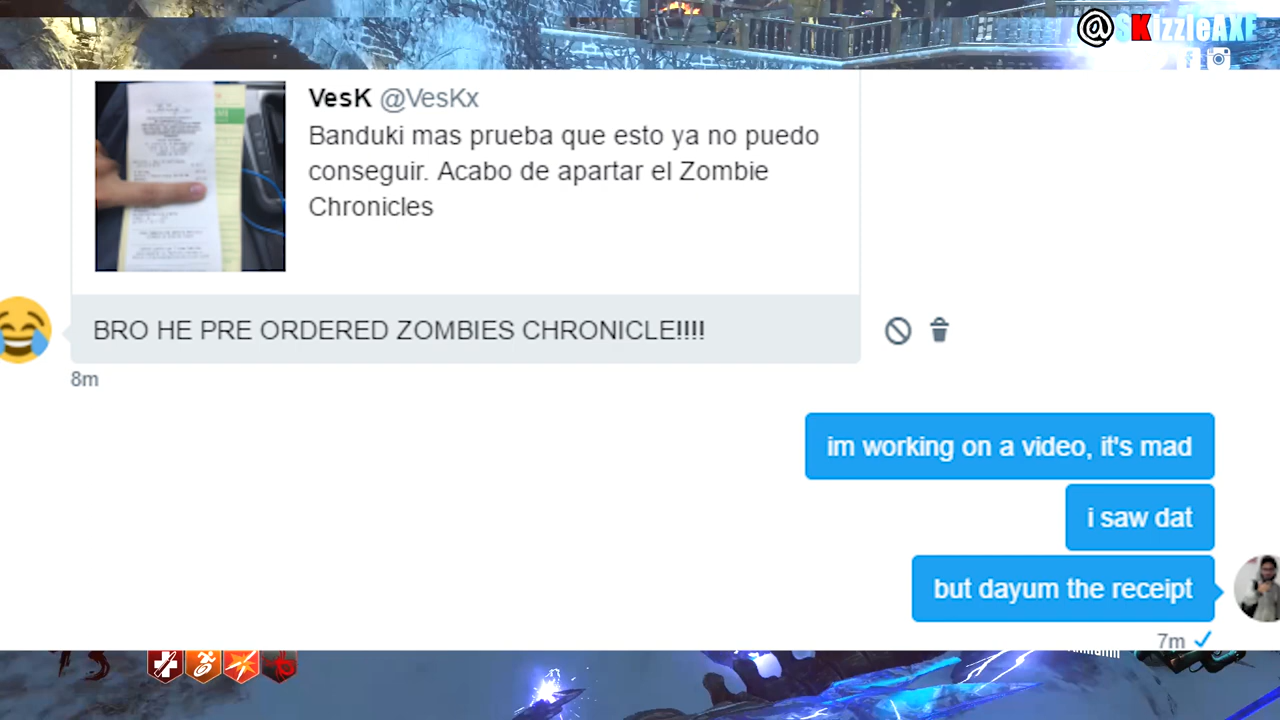 @SKizzleAXE
VesK @VesKx
Banduki mas prueba que esto ya no puedo
conseguir. Acabo de apartar el Zombie
Chronicles
BRO HE PRE ORDERED ZOMBIES CHRONICLE!!!!
8m
im working on a video, it's mad
i saw dat
but dayum the receipt
7m